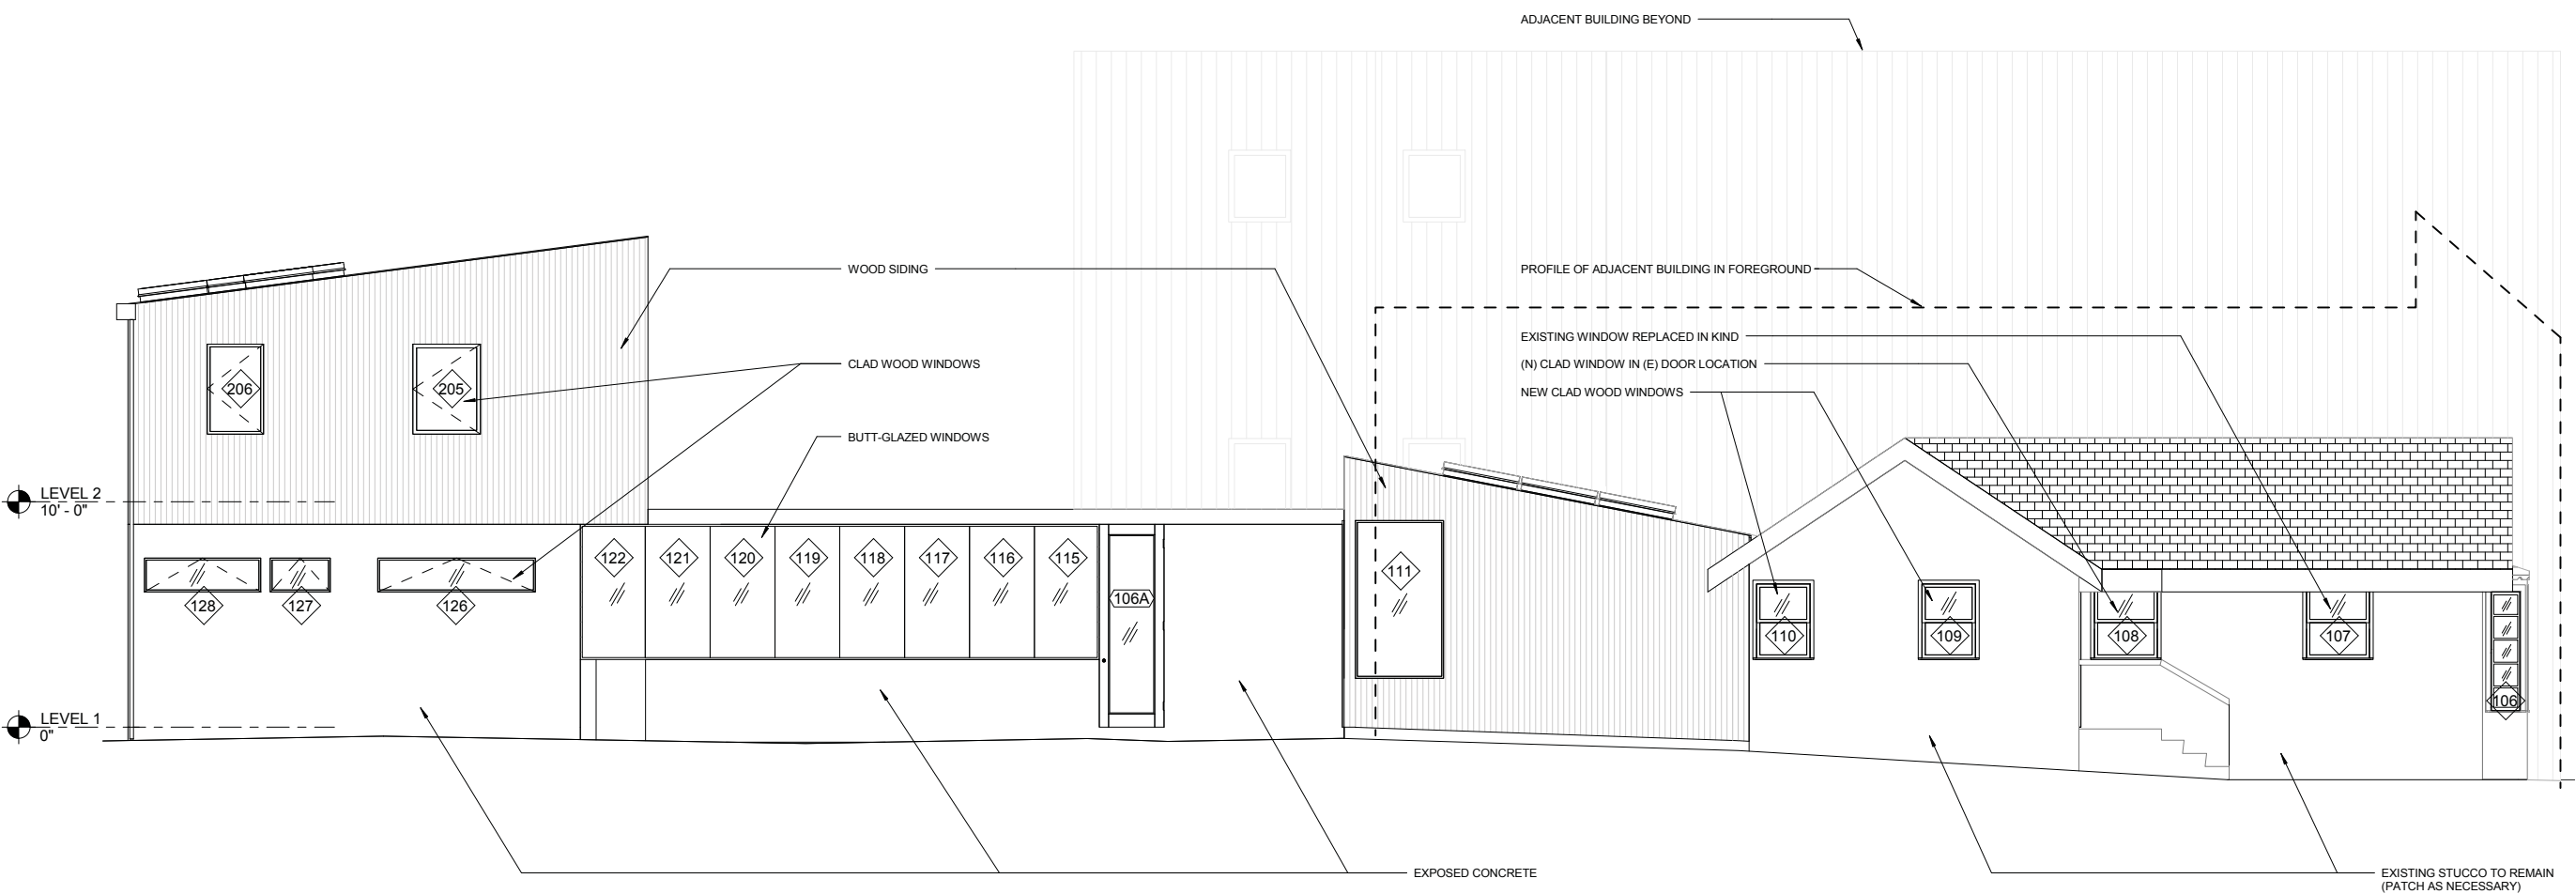 ADJACENT BUILDING BEYOND
WOOD SIDING
PROFILE OF ADJACENT BUILDING IN FOREGROUND
EXISTING WINDOW REPLACED IN KIND
CLAD WOOD WINDOWS
(N) CLAD WINDOW IN (E) DOOR LOCATION
206
205
NEW CLAD WOOD WINDOWS
BUTT-GLAZED WINDOWS
LEVEL 2
10' - 0"
122
121
120
119
118
117
116
115
111
106A
128
127
126
110
109
108
107
106
LEVEL 1
0"
EXPOSED CONCRETE
EXISTING STUCCO TO REMAIN
(PATCH AS NECESSARY)